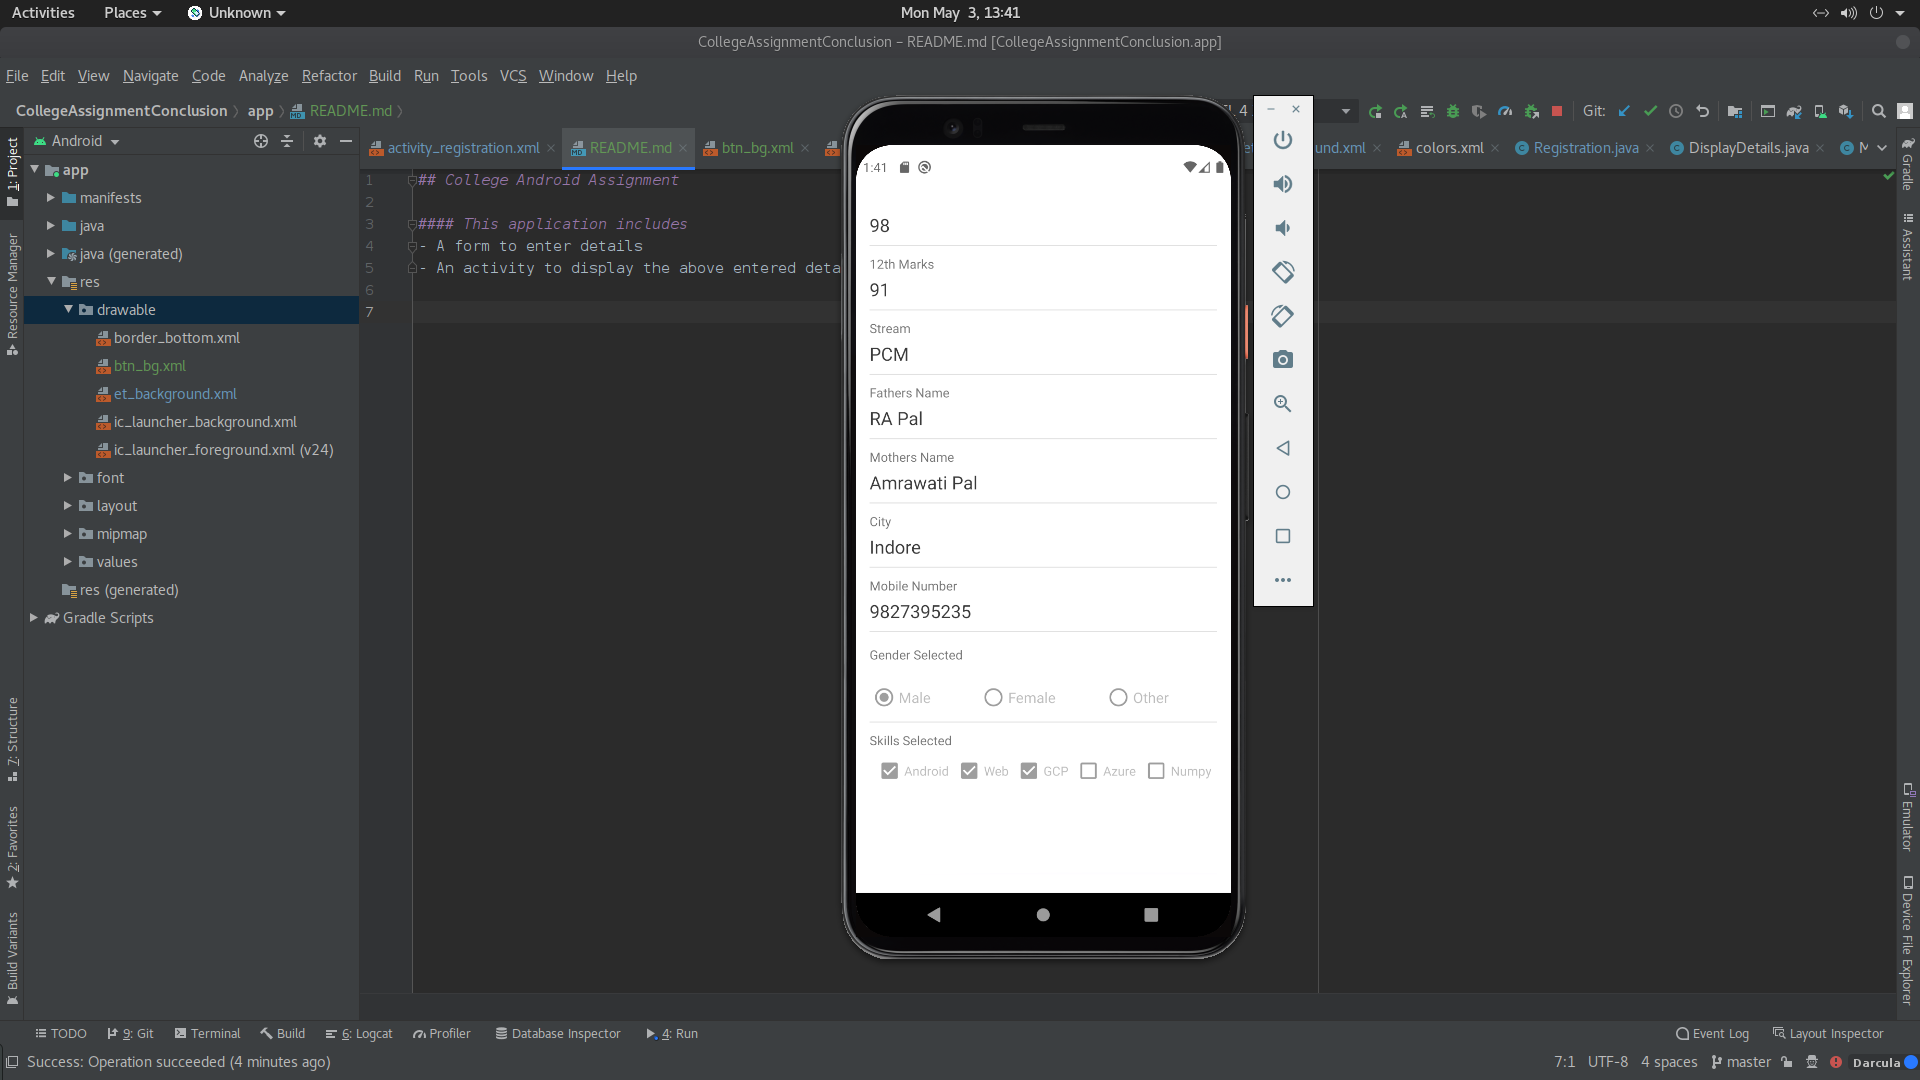 Activities Places Unknown Mon May 3, 13:41
CollegeAssignmentConclusion – README.md [CollegeAssignmentConclusion.app]
File Edit View Navigate Code Analyze Refactor Build Run Tools VCS Window Help
CollegeAssignmentConclusion app README.md Git:
Android activity_registration.xml README.md btn_bg.xml und.xml colors.xml Registration.java DisplayDetails.java
1: Project
Resource Manager
7: Structure
2: Favorites
Build Variants
app
manifests
java
java (generated)
res
drawable
border_bottom.xml
btn_bg.xml
et_background.xml
ic_launcher_background.xml
ic_launcher_foreground.xml (v24)
font
layout
mipmap
values
res (generated)
Gradle Scripts
1 ## College Android Assignment
2
3 #### This application includes
4 - A form to enter details
5 - An activity to display the above entered deta
6
7
1:41
98
12th Marks
91
Stream
PCM
Fathers Name
RA Pal
Mothers Name
Amrawati Pal
City
Indore
Mobile Number
9827395235
Gender Selected
Male Female Other
Skills Selected
Android Web GCP Azure Numpy
Gradle
Assistant
Emulator
Device File Explorer
TODO 9: Git Terminal Build 6: Logcat Profiler Database Inspector 4: Run Event Log Layout Inspector
Success: Operation succeeded (4 minutes ago) 7:1 UTF-8 4 spaces master Darcula